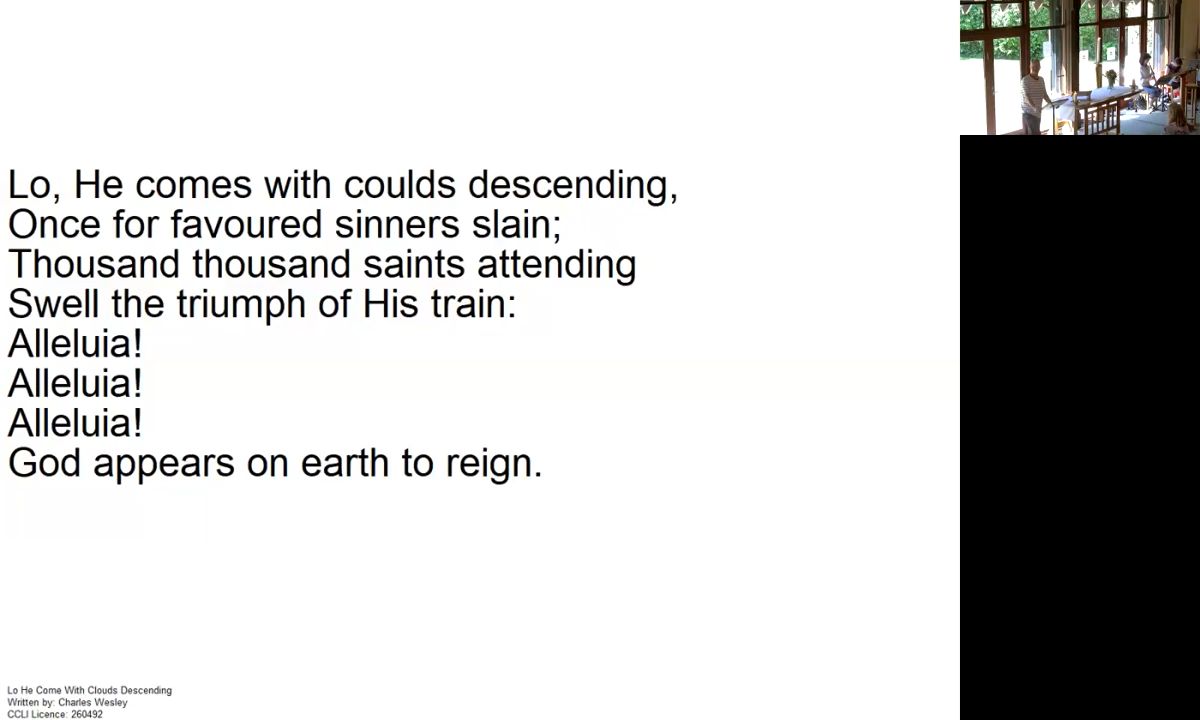 Lo, He comes with coulds descending,
Once for favoured sinners slain;
Thousand thousand saints attending
Swell the triumph of His train:
Alleluia!
Alleluia!
Alleluia!
God appears on earth to reign.
Lo He Come With Clouds Descending
Written by: Charles Wesley
CCLI Licence: 260492